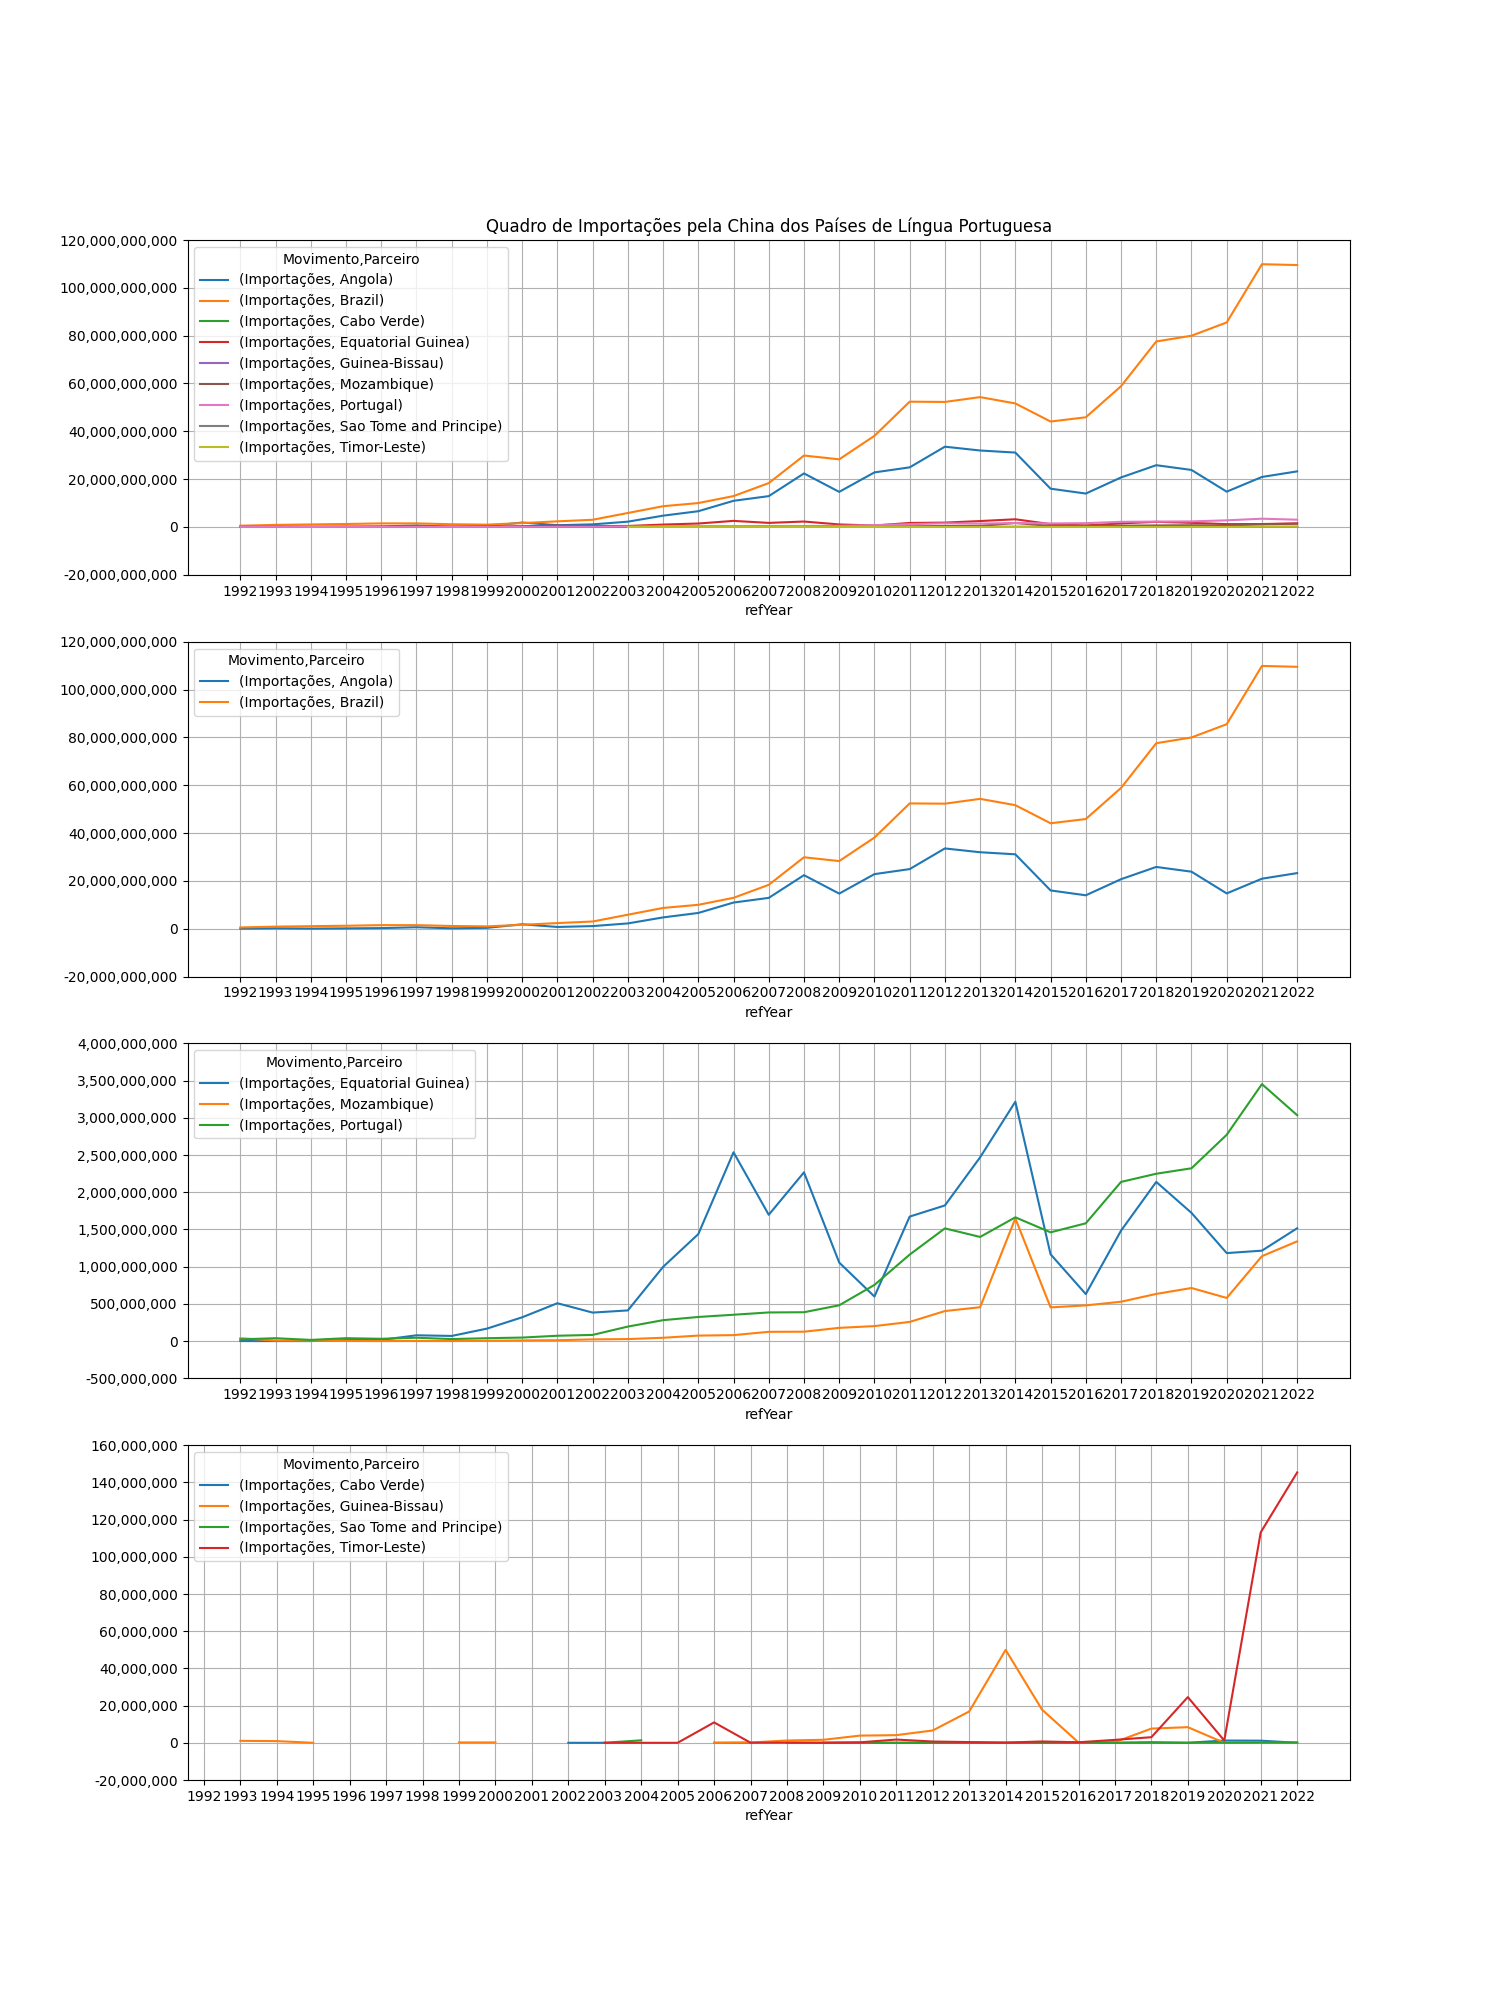 Quadro de Importações pela China dos Países de Língua Portuguesa
120,000,000,000
100,000,000,000
80,000,000,000
60,000,000,000
40,000,000,000
20,000,000,000
0
-20,000,000,000
Movimento,Parceiro
(Importações, Angola)
(Importações, Brazil)
(Importações, Cabo Verde)
(Importações, Equatorial Guinea)
(Importações, Guinea-Bissau)
(Importações, Mozambique)
(Importações, Portugal)
(Importações, Sao Tome and Principe)
(Importações, Timor-Leste)
1992 1993 1994 1995 1996 1997 1998 1999 2000 2001 2002 2003 2004 2005 2006 2007 2008 2009 2010 2011 2012 2013 2014 2015 2016 2017 2018 2019 2020 2021 2022
refYear
120,000,000,000
100,000,000,000
80,000,000,000
60,000,000,000
40,000,000,000
20,000,000,000
0
-20,000,000,000
Movimento,Parceiro
(Importações, Angola)
(Importações, Brazil)
1992 1993 1994 1995 1996 1997 1998 1999 2000 2001 2002 2003 2004 2005 2006 2007 2008 2009 2010 2011 2012 2013 2014 2015 2016 2017 2018 2019 2020 2021 2022
refYear
4,000,000,000
3,500,000,000
3,000,000,000
2,500,000,000
2,000,000,000
1,500,000,000
1,000,000,000
500,000,000
0
-500,000,000
Movimento,Parceiro
(Importações, Equatorial Guinea)
(Importações, Mozambique)
(Importações, Portugal)
1992 1993 1994 1995 1996 1997 1998 1999 2000 2001 2002 2003 2004 2005 2006 2007 2008 2009 2010 2011 2012 2013 2014 2015 2016 2017 2018 2019 2020 2021 2022
refYear
160,000,000
140,000,000
120,000,000
100,000,000
80,000,000
60,000,000
40,000,000
20,000,000
0
-20,000,000
Movimento,Parceiro
(Importações, Cabo Verde)
(Importações, Guinea-Bissau)
(Importações, Sao Tome and Principe)
(Importações, Timor-Leste)
1992 1993 1994 1995 1996 1997 1998 1999 2000 2001 2002 2003 2004 2005 2006 2007 2008 2009 2010 2011 2012 2013 2014 2015 2016 2017 2018 2019 2020 2021 2022
refYear